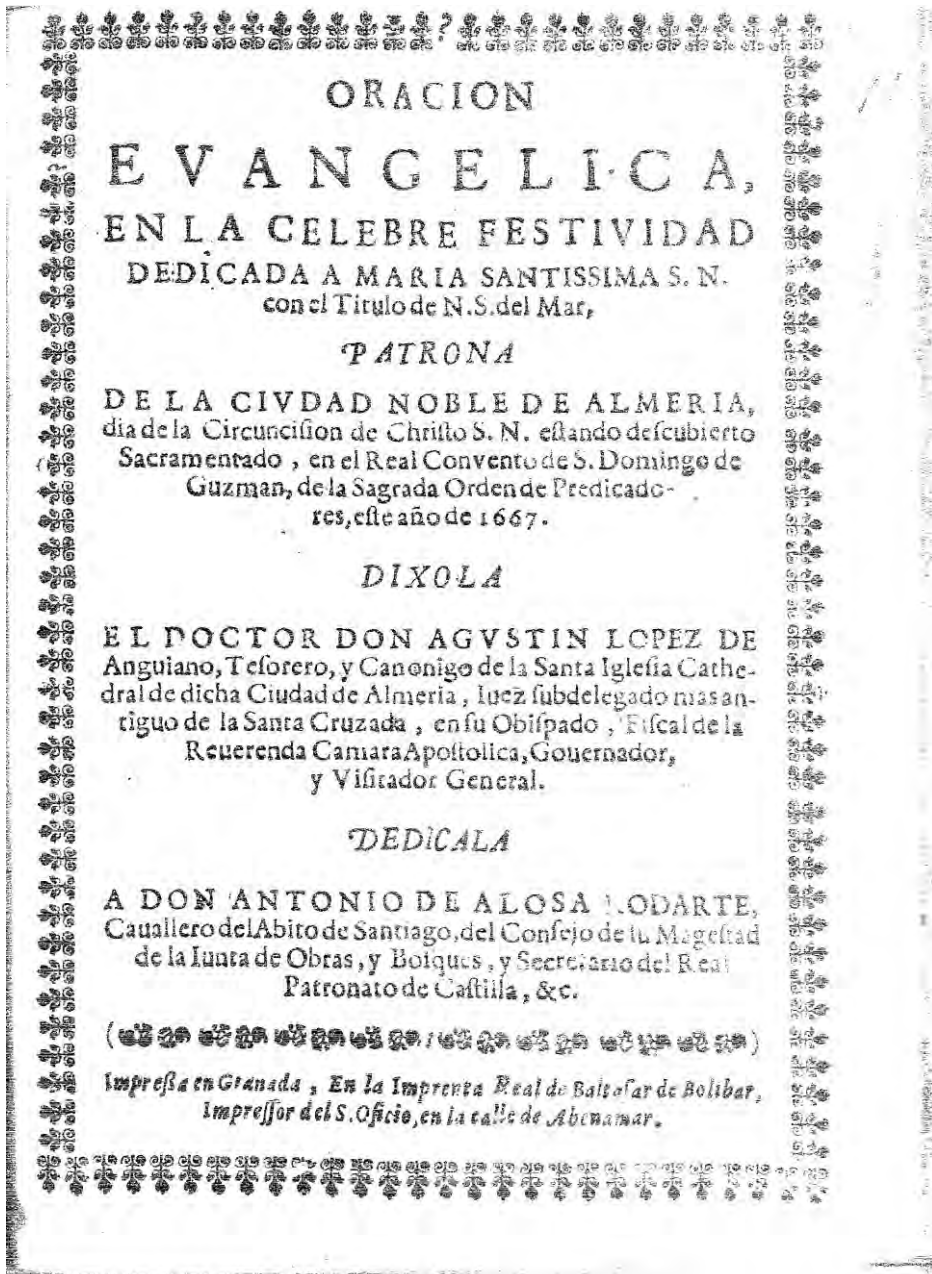 ORACION
EVANGELICA,
EN LA CELEBRE FESTIVIDAD
DEDICADA A MARIA SANTISSIMA S. N.
con el Titulo de N.S. del Mar,
PATRONA
DE LA CIVDAD NOBLE DE ALMERIA,
dia de la Circuncision de Christo S. N. eſtando deſcubierto
Sacramentado, en el Real Convento de S. Domingo de
Guzman, de la Sagrada Orden de Predicado-
res, eſte año de 1667.
DIXOLA
EL DOCTOR DON AGVSTIN LOPEZ DE
Anguiano, Teſorero, y Canonigo de la Santa Igleſia Cathe-
dral de dicha Ciudad de Almeria, Iuez ſubdelegado mas an-
tiguo de la Santa Cruzada, en ſu Obiſpado, Fiſcal de la
Reuerenda Camara Apoſtolica, Gouernador,
y Viſitador General.
DEDICALA
A DON ANTONIO DE ALOSA RODARTE,
Cauallero del Abito de Santiago, del Conſejo de ſu Mageſtad
de la Iunta de Obras, y Boſques, y Secretario del Real
Patronato de Caſtilla, &c.
Impreſſa en Granada, En la Imprenta Real de Baltaſar de Bolibar,
Impreſſor del S. Oficio, en la calle de Abenamar.